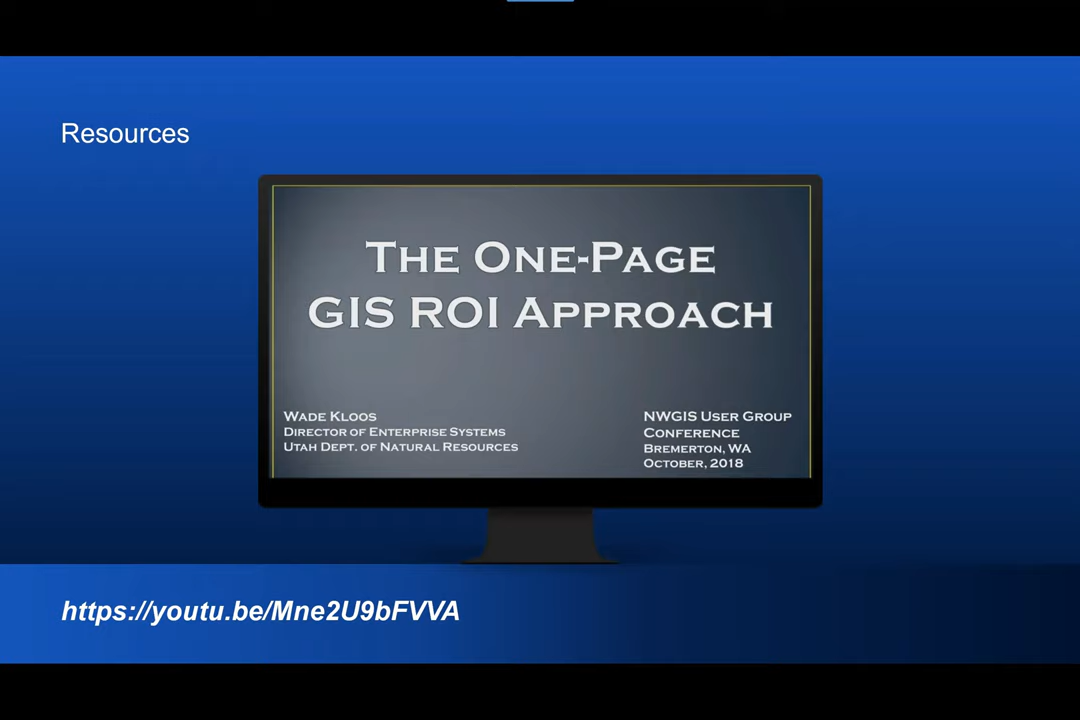 Resources
The One-Page
GIS ROI Approach
Wade Kloos
Director of Enterprise Systems
Utah Dept. of Natural Resources
NWGIS User Group
Conference
Bremerton, WA
October, 2018
https://youtu.be/Mne2U9bFVVA